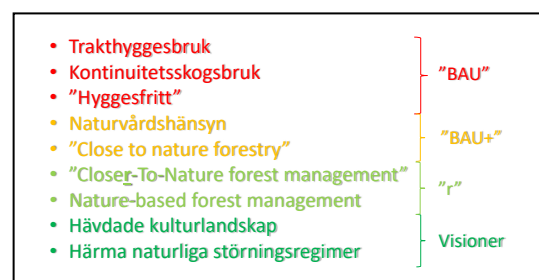 • Trakthyggesbruk
• Kontinuitetsskogsbruk
• ”Hyggesfritt”
”BAU”
• Naturvårdshänsyn
• ”Close to nature forestry”
”BAU+”
• ”Closer-To-Nature forest management”
• Nature-based forest management
”r”
• Hävdade kulturlandskap
• Härma naturliga störningsregimer
Visioner